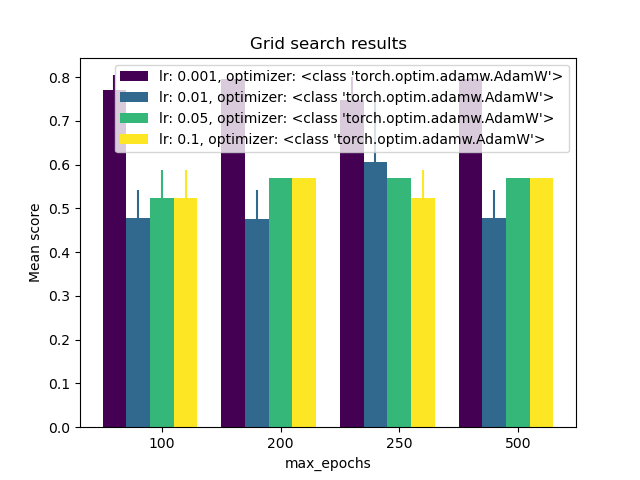 Grid search results
lr: 0.001, optimizer: <class 'torch.optim.adamw.AdamW'>
lr: 0.01, optimizer: <class 'torch.optim.adamw.AdamW'>
lr: 0.05, optimizer: <class 'torch.optim.adamw.AdamW'>
lr: 0.1, optimizer: <class 'torch.optim.adamw.AdamW'>
Mean score
0.8
0.7
0.6
0.5
0.4
0.3
0.2
0.1
0.0
100 200 250 500
max_epochs